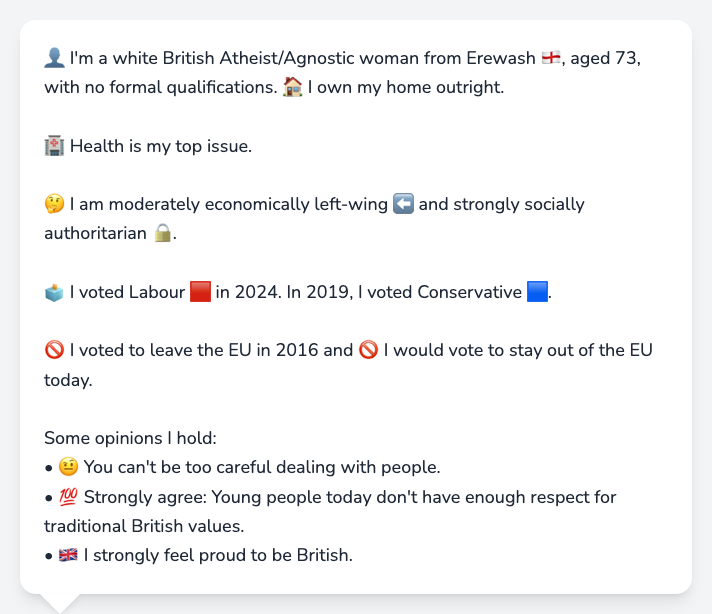 👤 I'm a white British Atheist/Agnostic woman from Erewash 🏴󠁧󠁢󠁥󠁮󠁧󠁿, aged 73,
with no formal qualifications. 🏠 I own my home outright.
🏥 Health is my top issue.
🤔 I am moderately economically left-wing ⬅️ and strongly socially
authoritarian 🔒.
🗳️ I voted Labour 🟥 in 2024. In 2019, I voted Conservative 🟦.
🚫 I voted to leave the EU in 2016 and 🚫 I would vote to stay out of the EU
today.
Some opinions I hold:
• 🤨 You can't be too careful dealing with people.
• 💯 Strongly agree: Young people today don't have enough respect for
traditional British values.
• 🇬🇧 I strongly feel proud to be British.